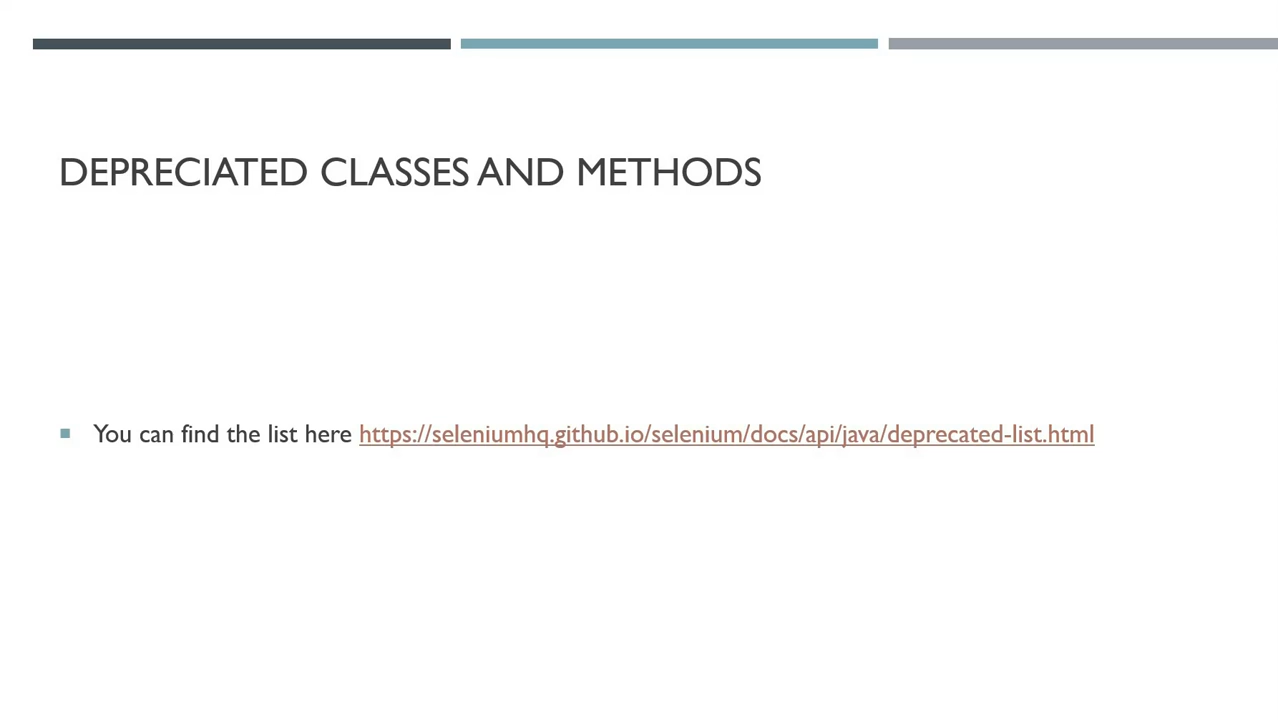 DEPRECIATED CLASSES AND METHODS
You can find the list here https://seleniumhq.github.io/selenium/docs/api/java/deprecated-list.html